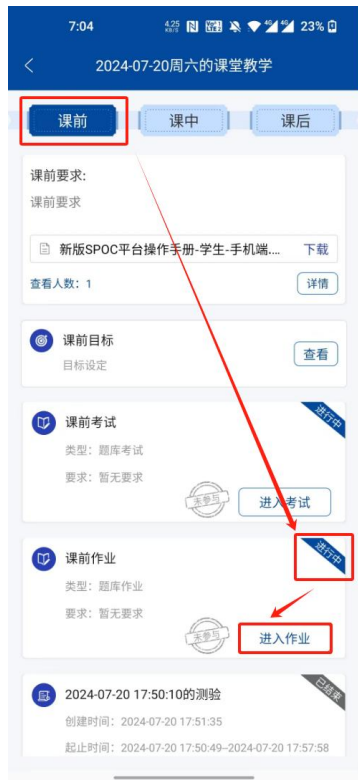 7:04
4.25 KB/S
4G 4G 23%
2024-07-20周六的课堂教学
课前
课中
课后
课前要求:
课前要求
新版SPOC平台操作手册-学生-手机端....
下载
查看人数：1
详情
课前目标
目标设定
查看
进行中
课前考试
类型：题库考试
要求：暂无要求
未参与
进入考试
进行中
课前作业
类型：题库作业
要求：暂无要求
未参与
进入作业
已结束
2024-07-20 17:50:10的测验
创建时间：2024-07-20 17:51:35
起止时间：2024-07-20 17:50:49--2024-07-20 17:57:58